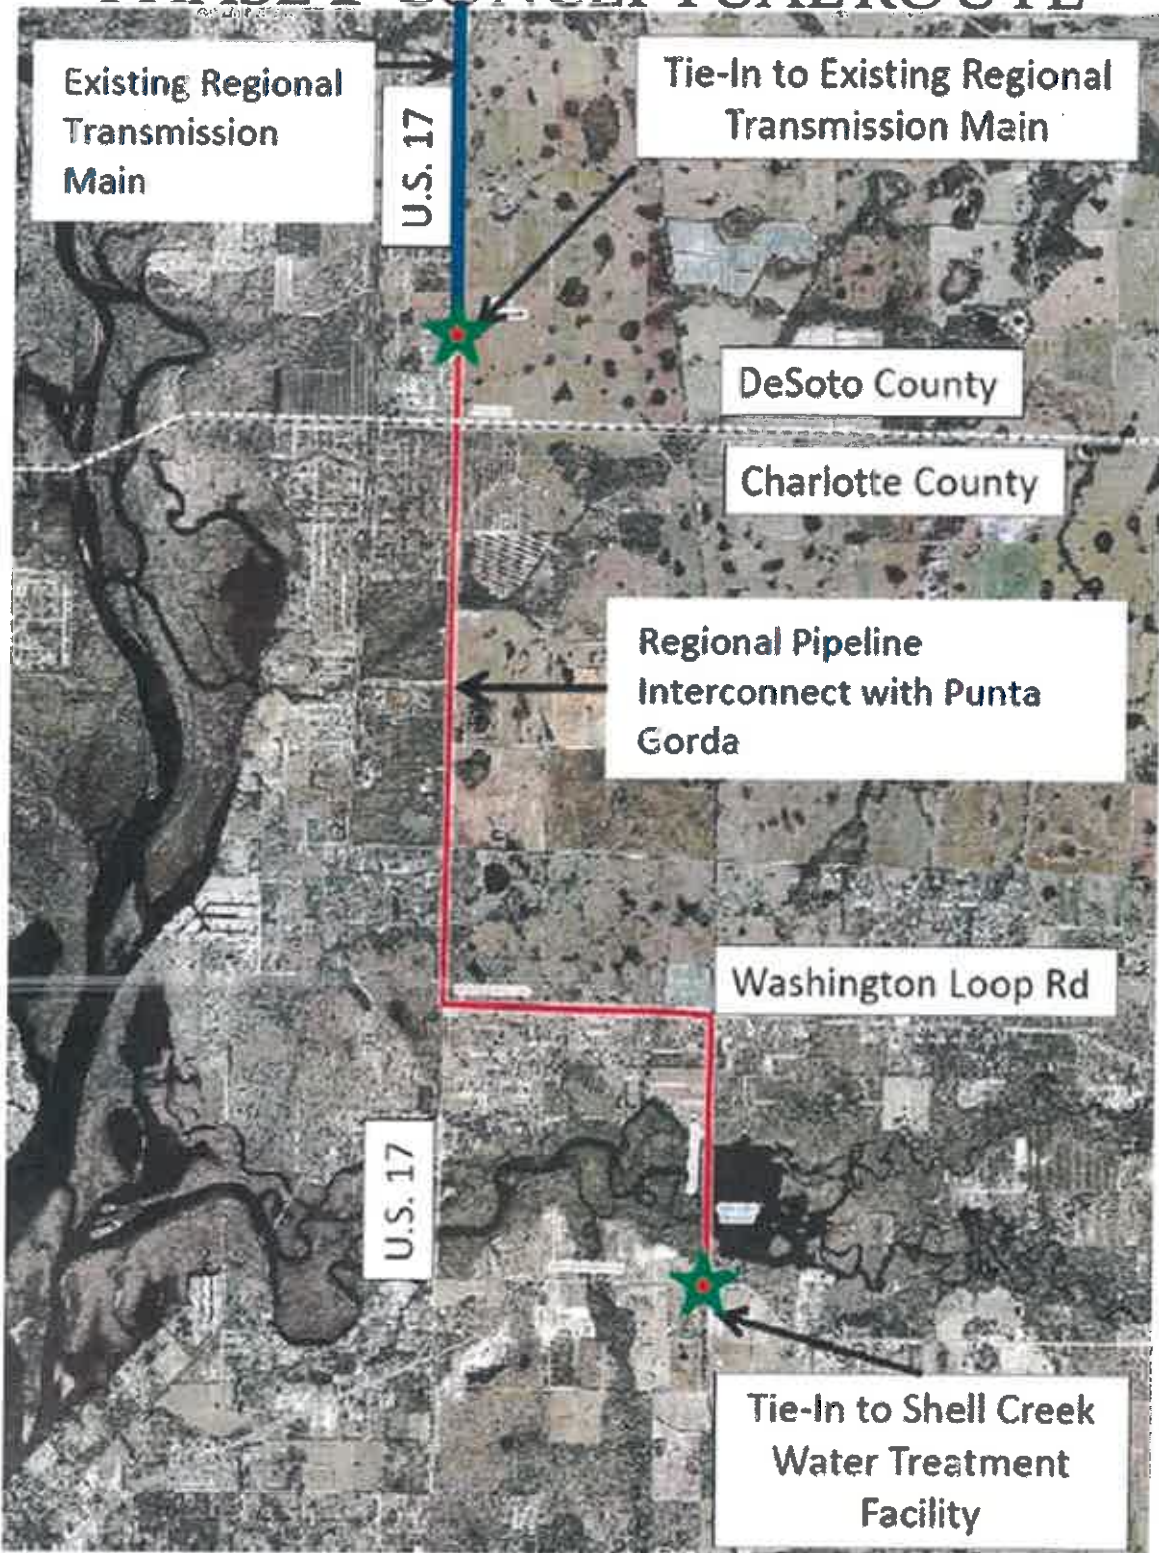 Existing Regional
Transmission
Main
U.S. 17
Tie-In to Existing Regional
Transmission Main
DeSoto County
Charlotte County
Regional Pipeline
Interconnect with Punta
Gorda
Washington Loop Rd
U.S. 17
Tie-In to Shell Creek
Water Treatment
Facility